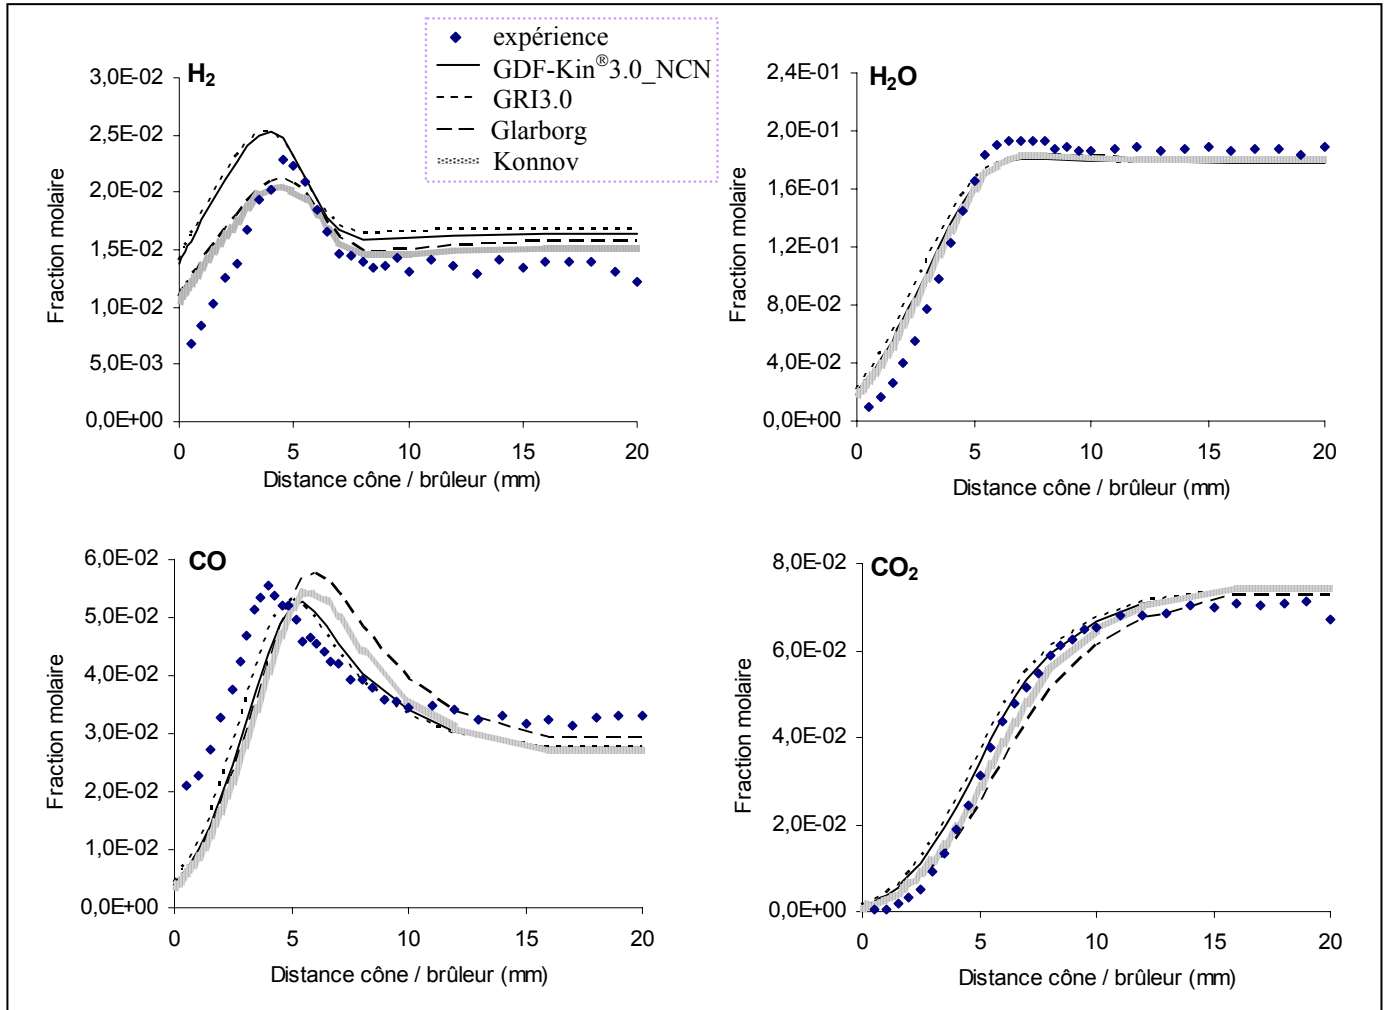 expérience
GDF-Kin®3.0_NCN
GRI3.0
Glarborg
Konnov
H2
3,0E-02
2,5E-02
2,0E-02
1,5E-02
1,0E-02
5,0E-03
0,0E+00
Fraction molaire
0 5 10 15 20
Distance cône / brûleur (mm)
H2O
2,4E-01
2,0E-01
1,6E-01
1,2E-01
8,0E-02
4,0E-02
0,0E+00
Fraction molaire
0 5 10 15 20
Distance cône / brûleur (mm)
CO
6,0E-02
5,0E-02
4,0E-02
3,0E-02
2,0E-02
1,0E-02
0,0E+00
Fraction molaire
0 5 10 15 20
Distance cône / brûleur (mm)
CO2
8,0E-02
6,0E-02
4,0E-02
2,0E-02
0,0E+00
Fraction molaire
0 5 10 15 20
Distance cône / brûleur (mm)